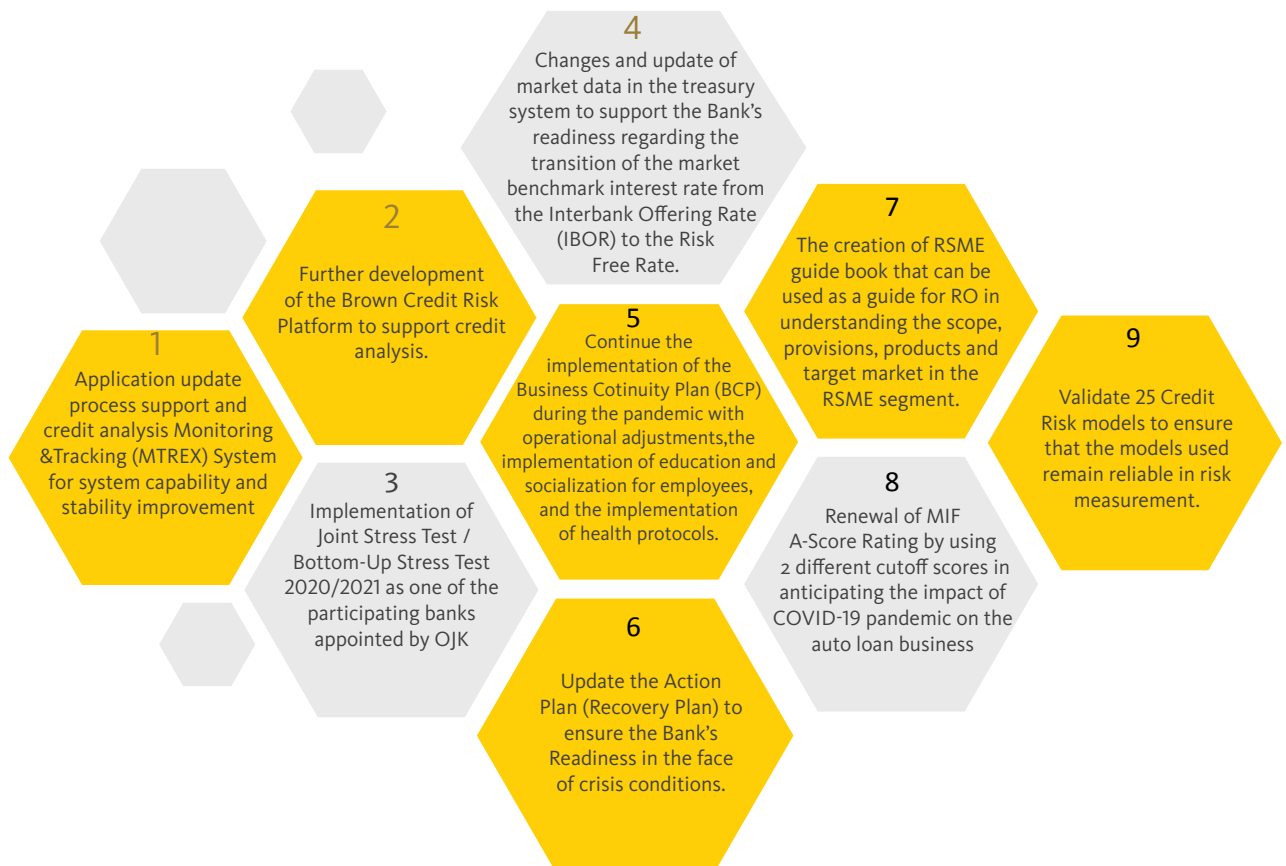 1
Application update
process support and
credit analysis Monitoring
&Tracking (MTREX) System
for system capability and
stability improvement
2
Further development
of the Brown Credit Risk
Platform to support credit
analysis.
3
Implementation of
Joint Stress Test /
Bottom-Up Stress Test
2020/2021 as one of the
participating banks
appointed by OJK
4
Changes and update of
market data in the treasury
system to support the Bank’s
readiness regarding the
transition of the market
benchmark interest rate from
the Interbank Offering Rate
(IBOR) to the Risk
Free Rate.
5
Continue the
implementation of the
Business Cotinuity Plan (BCP)
during the pandemic with
operational adjustments,the
implementation of education and
socialization for employees,
and the implementation
of health protocols.
6
Update the Action
Plan (Recovery Plan) to
ensure the Bank’s
Readiness in the face
of crisis conditions.
7
The creation of RSME
guide book that can be
used as a guide for RO in
understanding the scope,
provisions, products and
target market in the
RSME segment.
8
Renewal of MIF
A-Score Rating by using
2 different cutoff scores in
anticipating the impact of
COVID-19 pandemic on the
auto loan business
9
Validate 25 Credit
Risk models to ensure
that the models used
remain reliable in risk
measurement.